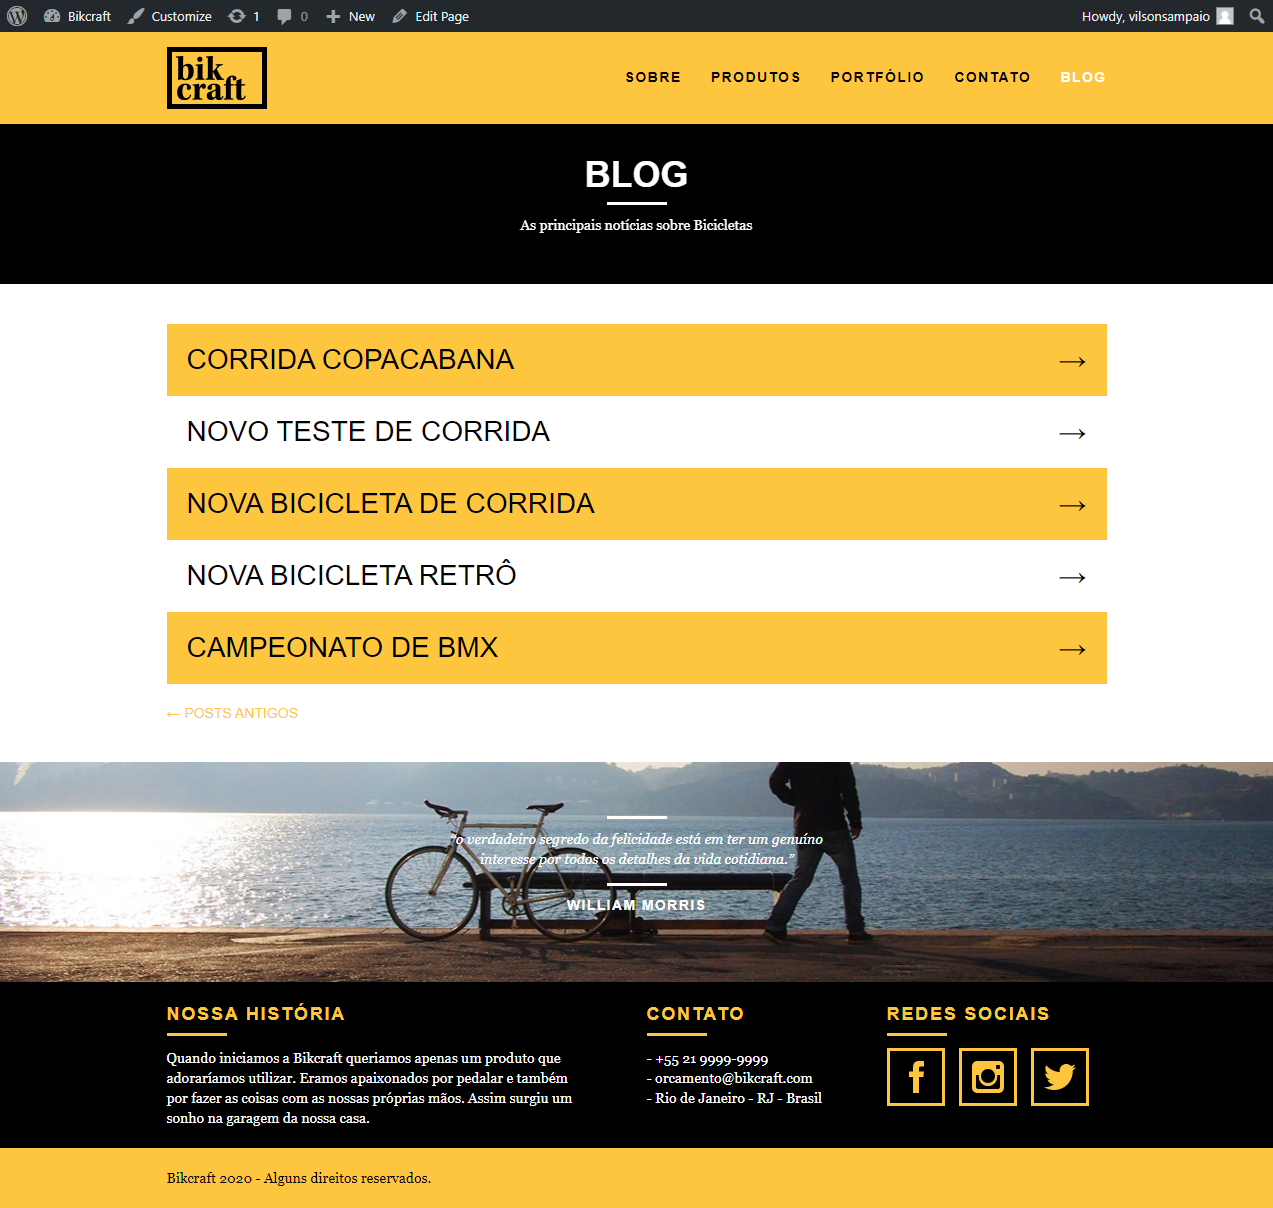 Bikcraft Customize 1 0 New Edit Page Howdy, vilsonsampaio
bik
craft
SOBRE PRODUTOS PORTFÓLIO CONTATO BLOG
BLOG
As principais notícias sobre Bicicletas
CORRIDA COPACABANA →
NOVO TESTE DE CORRIDA →
NOVA BICICLETA DE CORRIDA →
NOVA BICICLETA RETRÔ →
CAMPEONATO DE BMX →
← POSTS ANTIGOS
“o verdadeiro segredo da felicidade está em ter um genuíno
interesse por todos os detalhes da vida cotidiana.”
WILLIAM MORRIS
NOSSA HISTÓRIA
Quando iniciamos a Bikcraft queriamos apenas um produto que
adoraríamos utilizar. Eramos apaixonados por pedalar e também
por fazer as coisas com as nossas próprias mãos. Assim surgiu um
sonho na garagem da nossa casa.
CONTATO
- +55 21 9999-9999
- orcamento@bikcraft.com
- Rio de Janeiro - RJ - Brasil
REDES SOCIAIS
Bikcraft 2020 - Alguns direitos reservados.